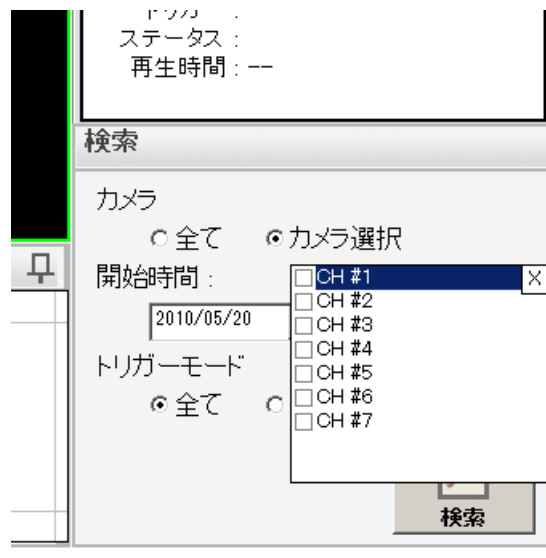 ステータス :
再生時間 : --
検索
カメラ
全て カメラ選択
開始時間 :
2010/05/20
トリガーモード
全て
CH #1 X
CH #2
CH #3
CH #4
CH #5
CH #6
CH #7
検索